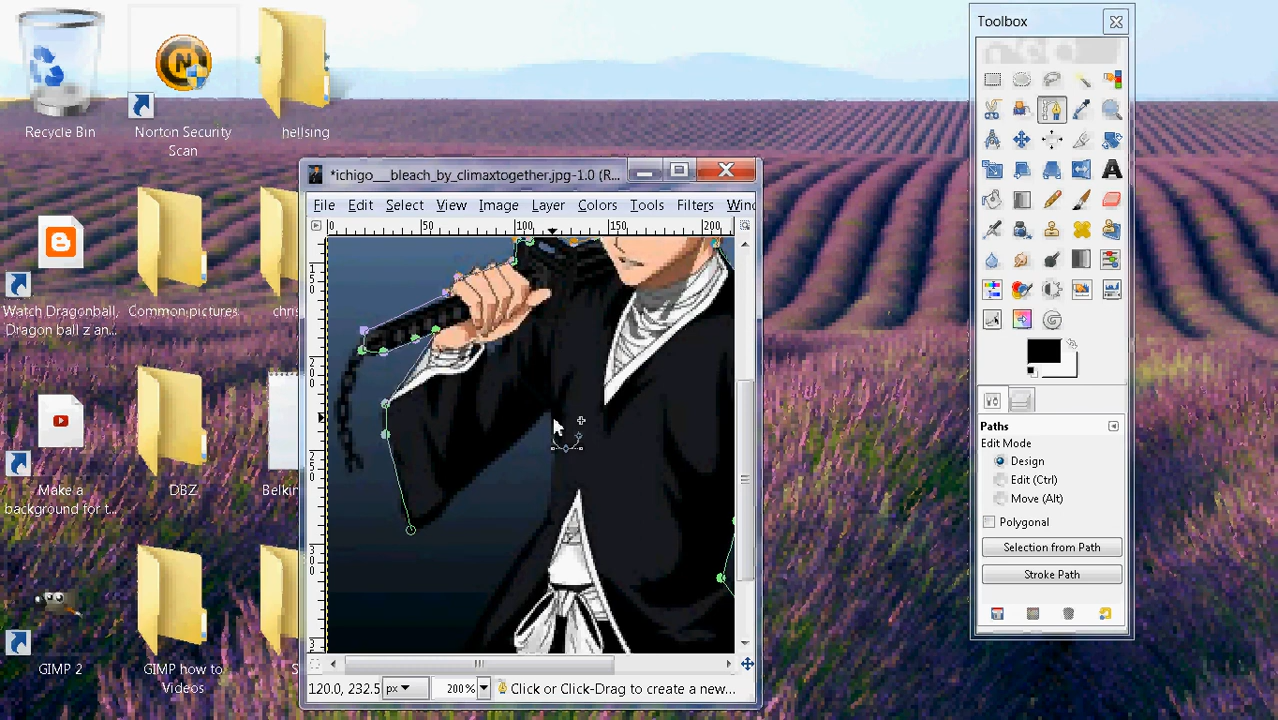 Recycle Bin
Norton Security
Scan
hellsing
Watch Dragonball,
Dragon ball z an...
Common pictures
chris
Make a
background for t...
DBZ
Belkin
GIMP 2
GIMP how to
Videos
S
*ichigo__bleach_by_climaxtogether.jpg-1.0 (R...
File Edit Select View Image Layer Colors Tools Filters Wind
0 50 100 150 200
120.0, 232.5 px 200% Click or Click-Drag to create a new...
Toolbox
Paths
Edit Mode
Design
Edit (Ctrl)
Move (Alt)
Polygonal
Selection from Path
Stroke Path